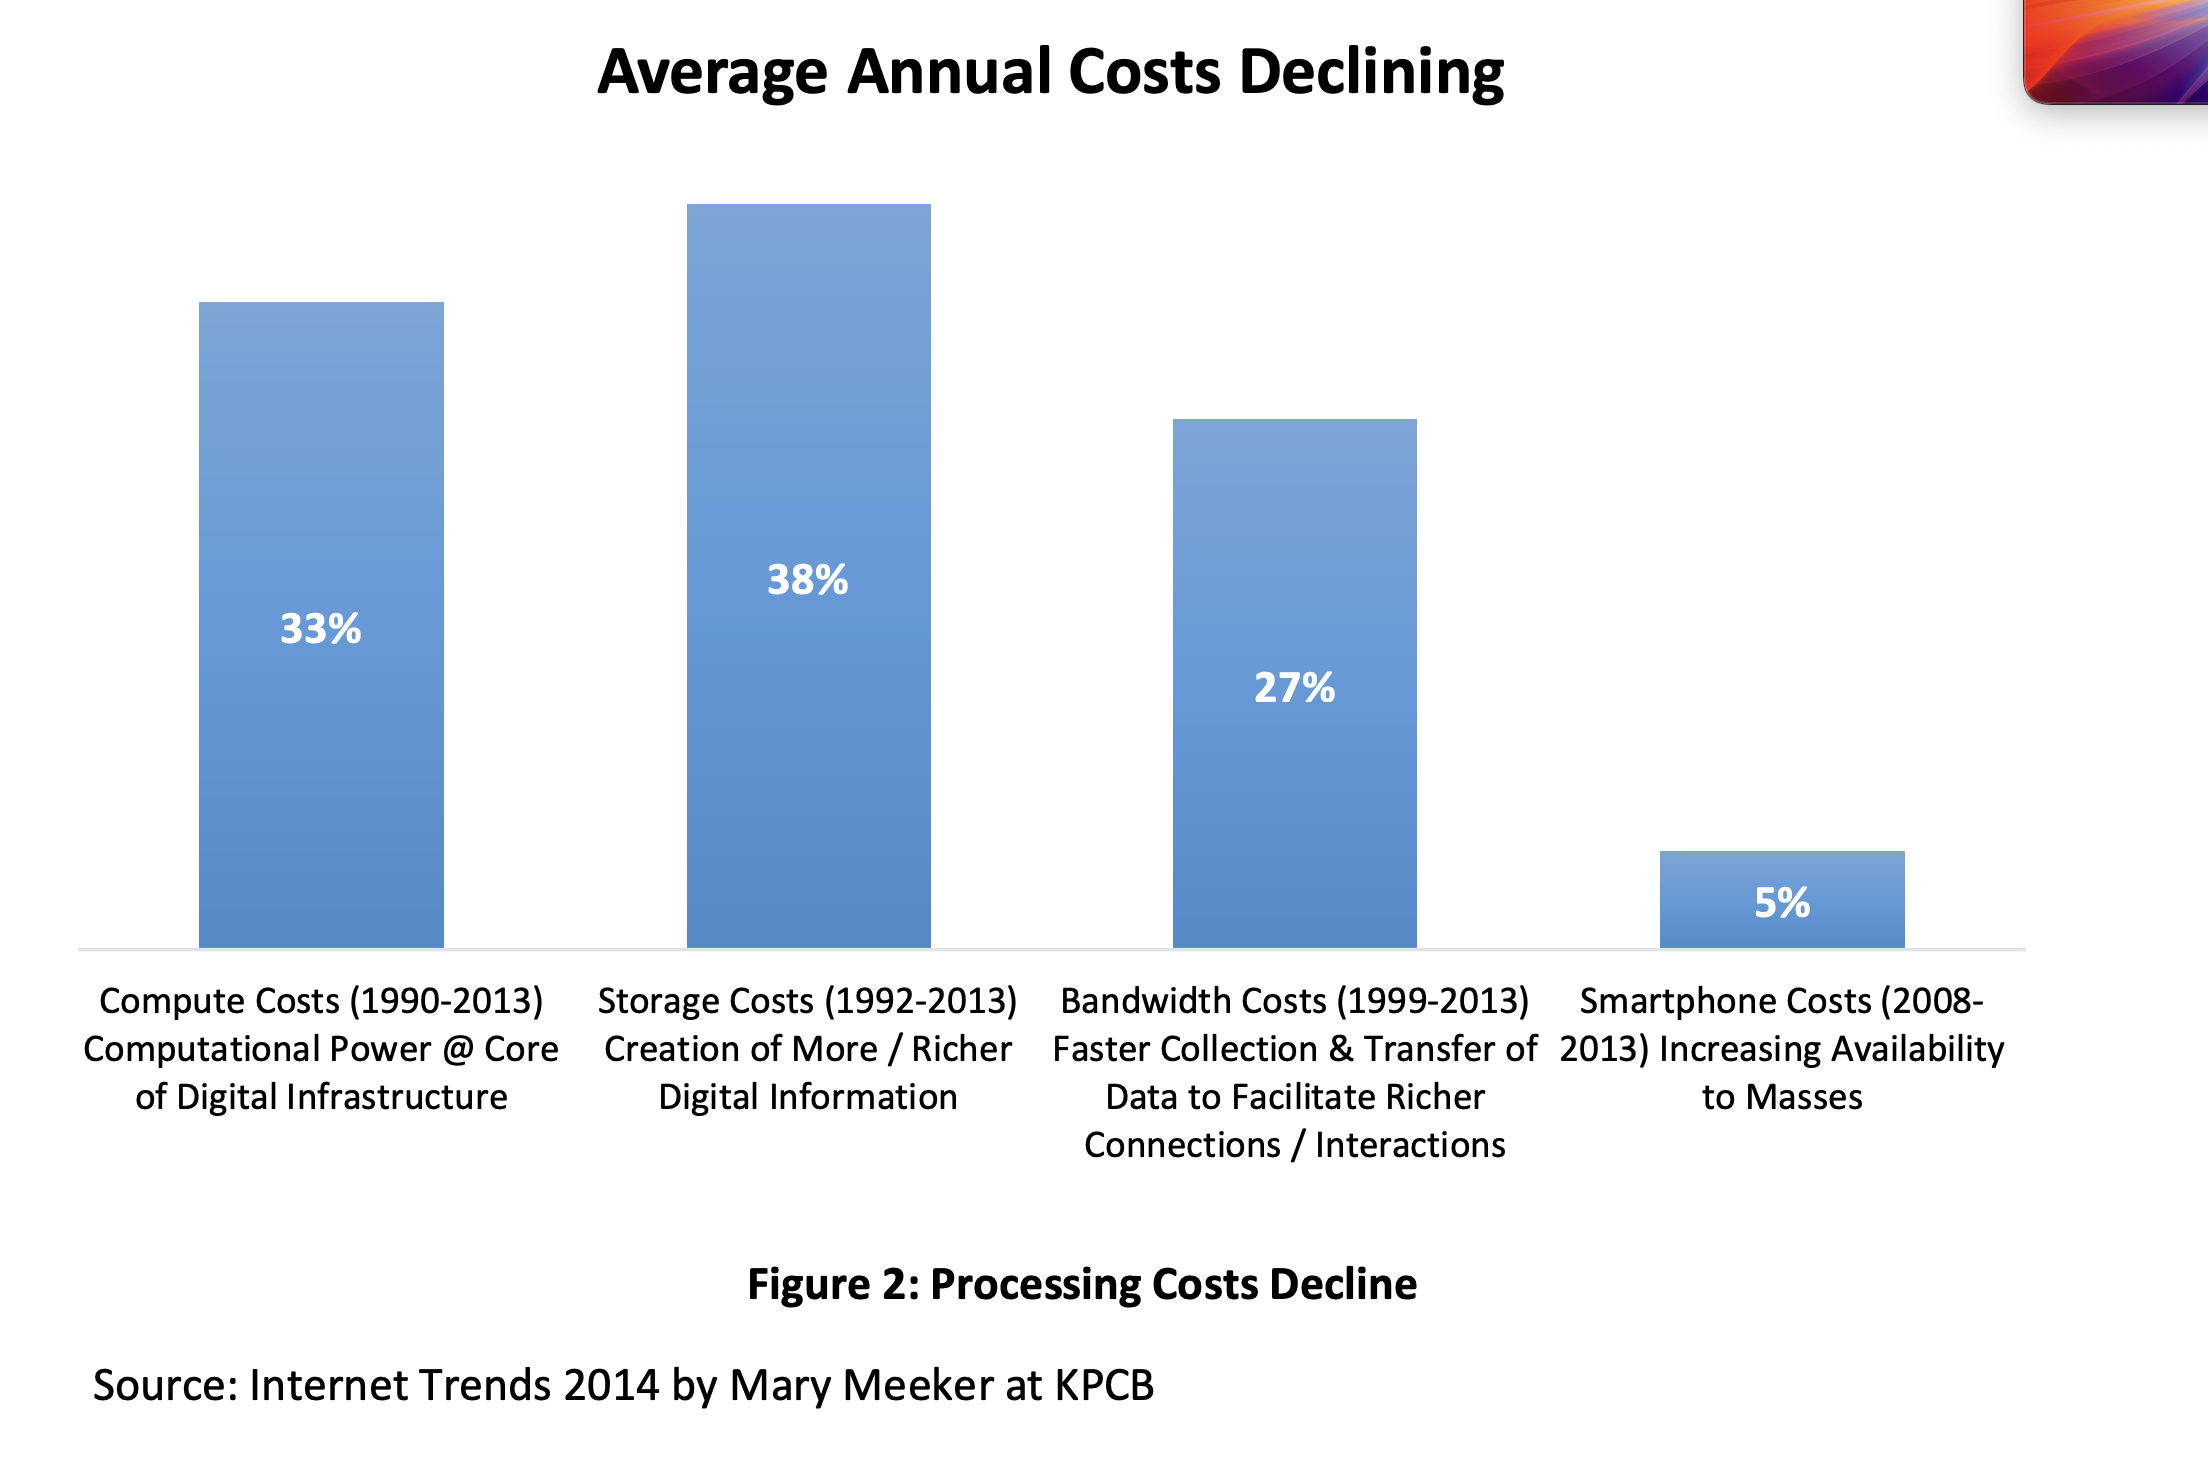 Average Annual Costs Declining
33%
38%
27%
5%
Compute Costs (1990-2013)
Computational Power @ Core
of Digital Infrastructure
Storage Costs (1992-2013)
Creation of More / Richer
Digital Information
Bandwidth Costs (1999-2013)
Faster Collection & Transfer of
Data to Facilitate Richer
Connections / Interactions
Smartphone Costs (2008-
2013) Increasing Availability
to Masses
Figure 2: Processing Costs Decline
Source: Internet Trends 2014 by Mary Meeker at KPCB